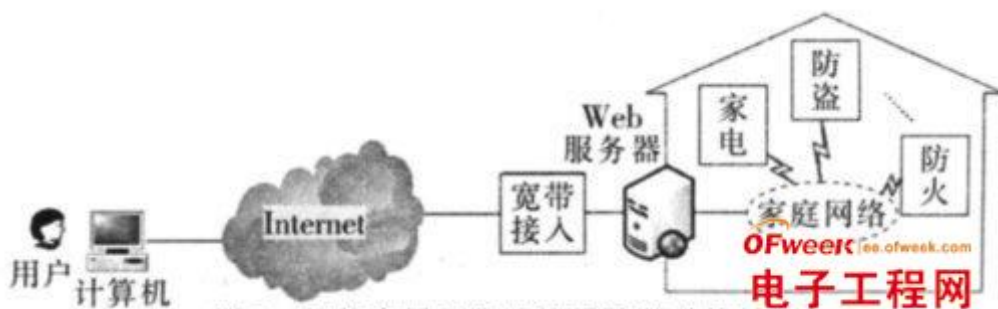 用户
计算机
Internet
宽带
接入
Web
服务器
家电
防盗
防火
家庭网络
OFweek
ee.ofweek.com
电子工程网